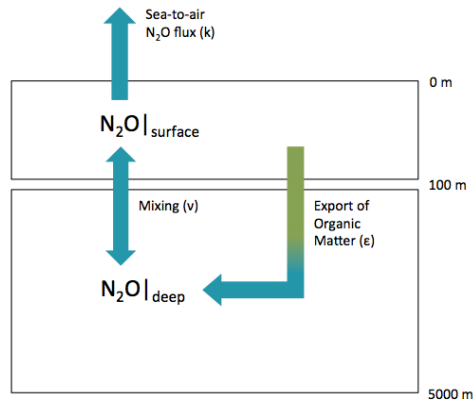 Sea-to-air
N₂O flux (k)
0 m
N₂O|surface
100 m
Mixing (v)
Export of
Organic
Matter (ε)
N₂O|deep
5000 m